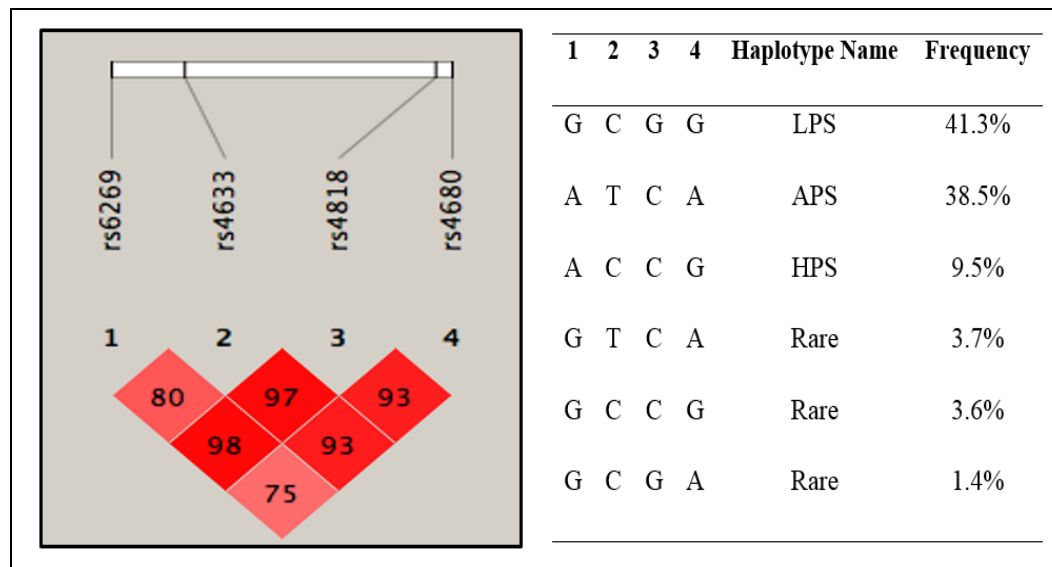 rs6269
rs4633
rs4818
rs4680
1 2 3 4
80 97 93
98 93
75
1 2 3 4 Haplotype Name Frequency
G C G G LPS 41.3%
A T C A APS 38.5%
A C C G HPS 9.5%
G T C A Rare 3.7%
G C C G Rare 3.6%
G C G A Rare 1.4%